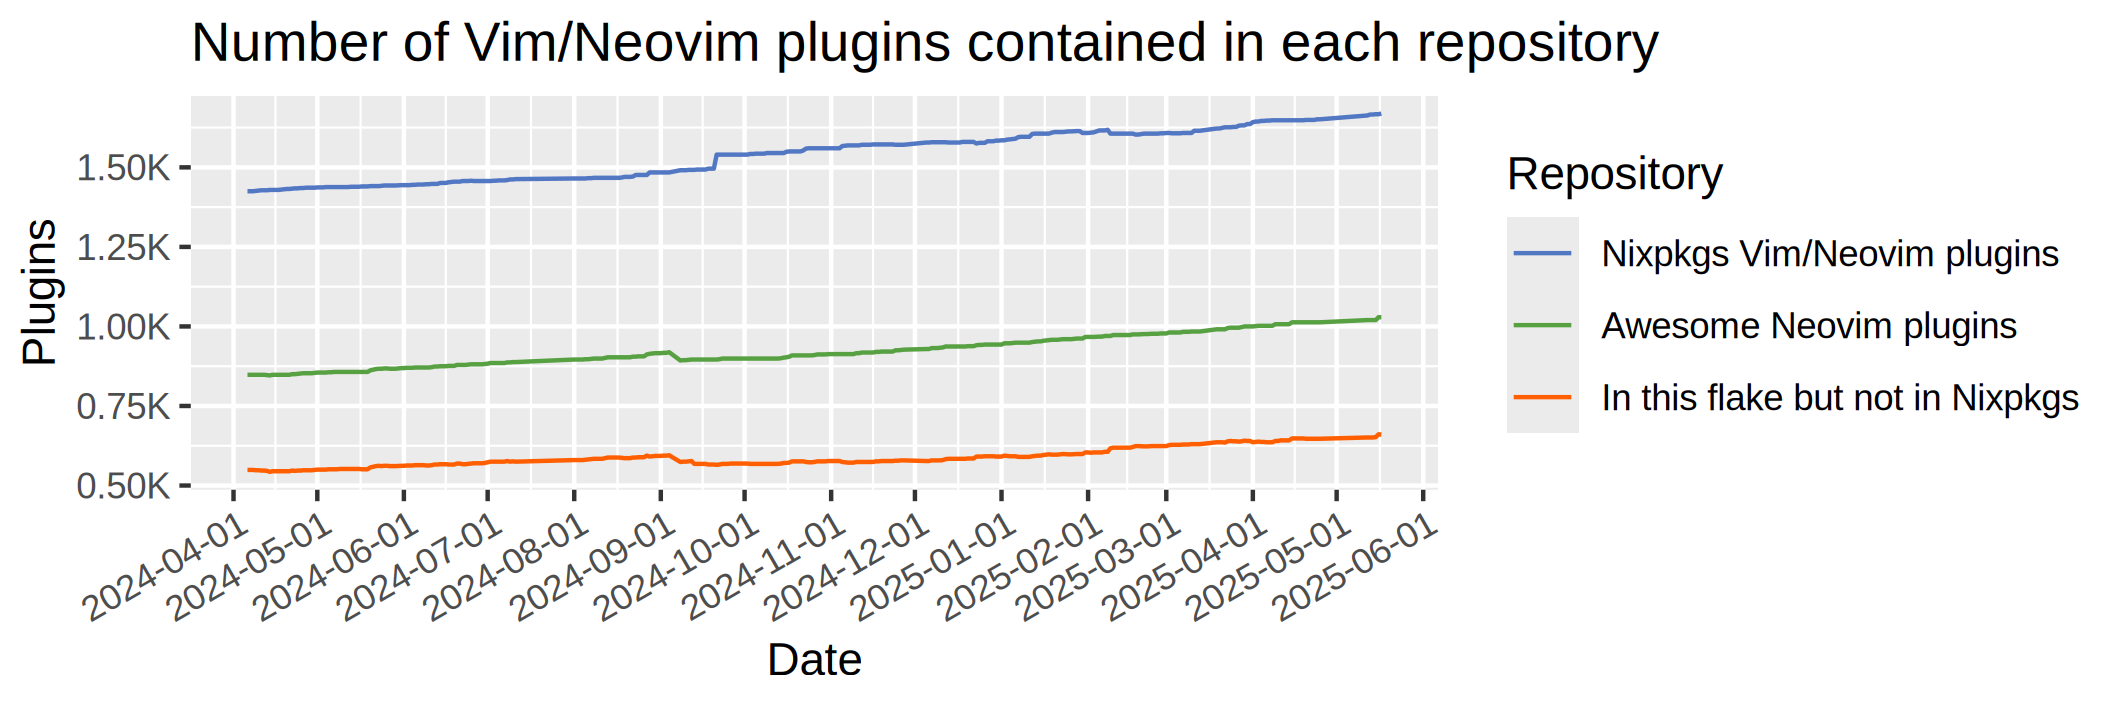 Number of Vim/Neovim plugins contained in each repository
Plugins
1.50K
1.25K
1.00K
0.75K
0.50K
2024-04-01
2024-05-01
2024-06-01
2024-07-01
2024-08-01
2024-09-01
2024-10-01
2024-11-01
2024-12-01
2025-01-01
2025-02-01
2025-03-01
2025-04-01
2025-05-01
2025-06-01
Date
Repository
Nixpkgs Vim/Neovim plugins
Awesome Neovim plugins
In this flake but not in Nixpkgs